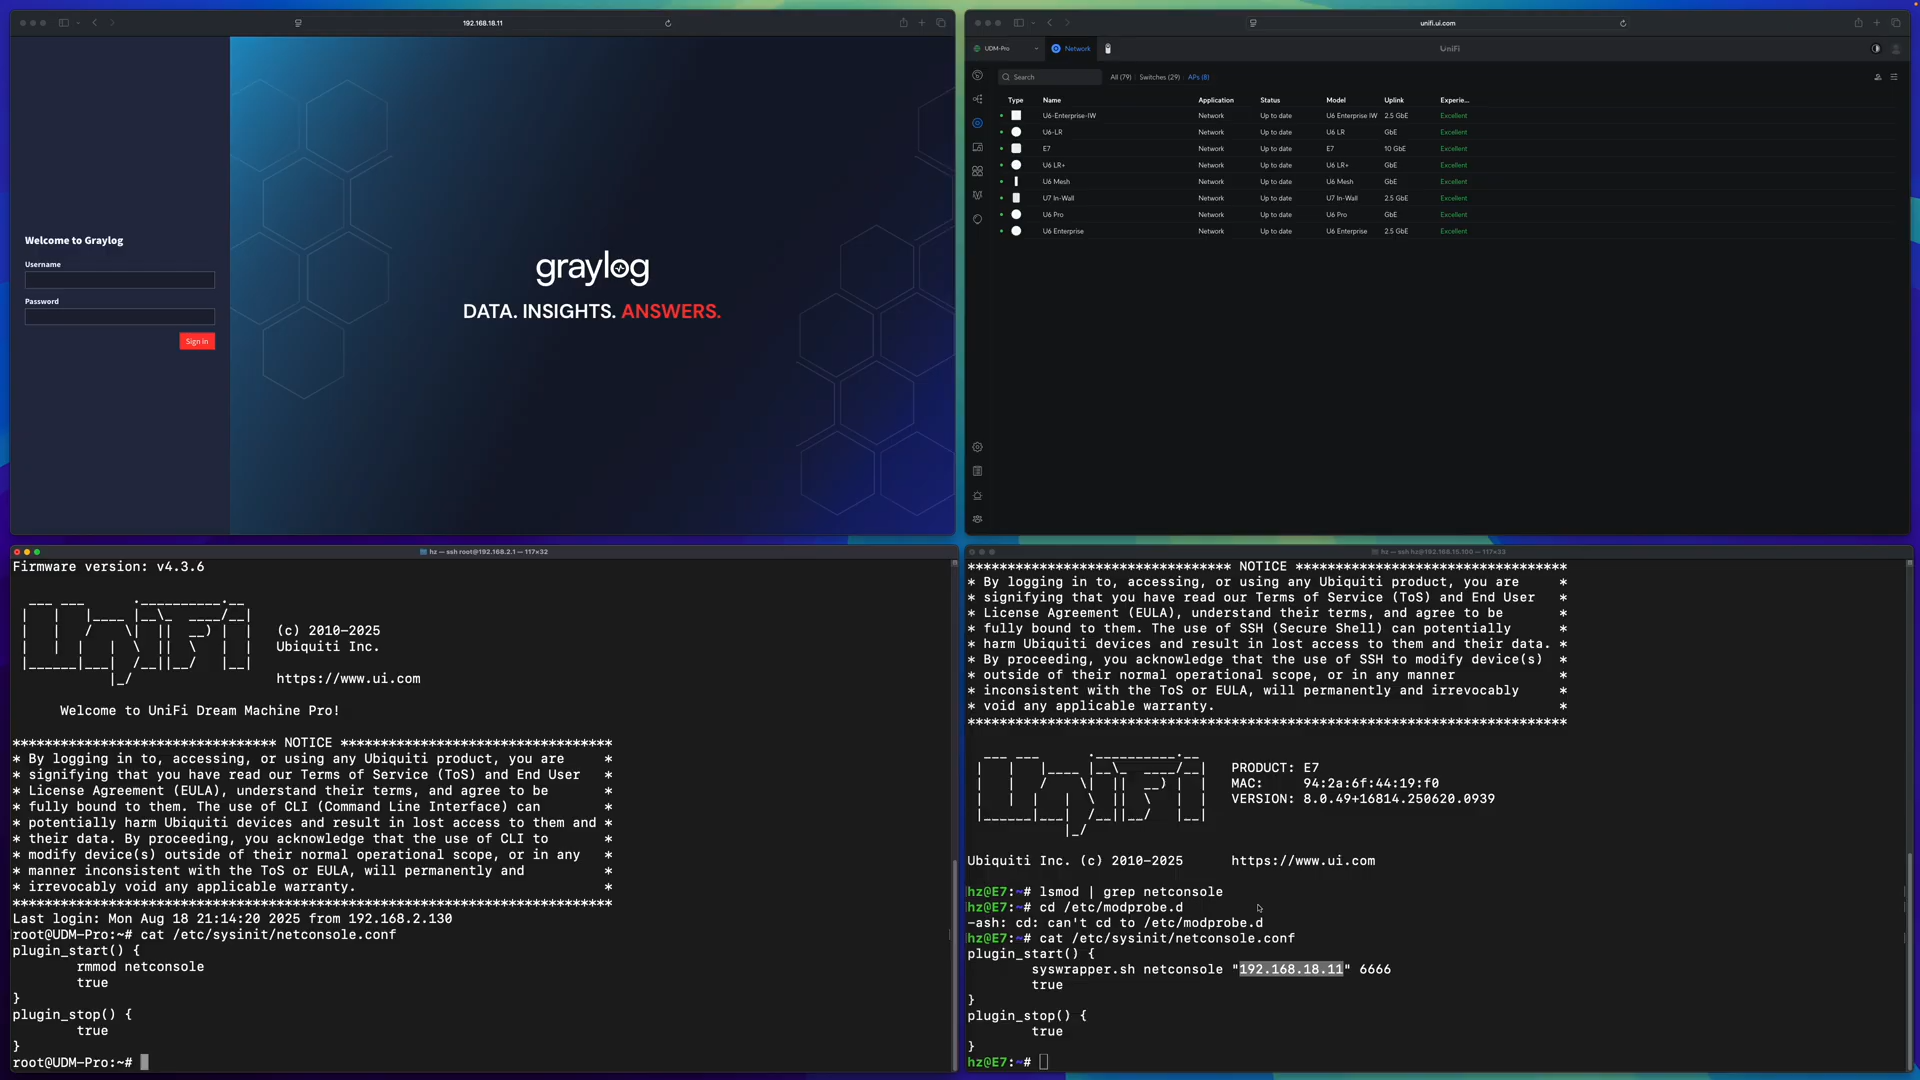 192.168.18.11
Welcome to Graylog
Username
Password
Sign in
graylog
DATA. INSIGHTS. ANSWERS.
unifi.ui.com
UDM-Pro
Network
UniFi
Search
All (79) Switches (29) APs (8)
Type Name Application Status Model Uplink Experie...
U6-Enterprise-IW Network Up to date U6 Enterprise IW 2.5 GbE Excellent
U6-LR Network Up to date U6 LR GbE Excellent
E7 Network Up to date E7 10 GbE Excellent
U6 LR+ Network Up to date U6 LR+ GbE Excellent
U6 Mesh Network Up to date U6 Mesh GbE Excellent
U7 In-Wall Network Up to date U7 In-Wall 2.5 GbE Excellent
U6 Pro Network Up to date U6 Pro GbE Excellent
U6 Enterprise Network Up to date U6 Enterprise 2.5 GbE Excellent
hz — ssh root@192.168.2.1 — 117×32
Firmware version: v4.3.6
(c) 2010-2025
Ubiquiti Inc.
https://www.ui.com
Welcome to UniFi Dream Machine Pro!
********************************* NOTICE **********************************
* By logging in to, accessing, or using any Ubiquiti product, you are *
* signifying that you have read our Terms of Service (ToS) and End User *
* License Agreement (EULA), understand their terms, and agree to be *
* fully bound to them. The use of CLI (Command Line Interface) can *
* potentially harm Ubiquiti devices and result in lost access to them and *
* their data. By proceeding, you acknowledge that the use of CLI to *
* modify device(s) outside of their normal operational scope, or in any *
* manner inconsistent with the ToS or EULA, will permanently and *
* irrevocably void any applicable warranty. *
***************************************************************************
Last login: Mon Aug 18 21:14:20 2025 from 192.168.2.130
root@UDM-Pro:~# cat /etc/sysinit/netconsole.conf
plugin_start() {
rmmod netconsole
true
}
plugin_stop() {
true
}
root@UDM-Pro:~#
hz — ssh hz@192.168.15.100 — 117×33
********************************* NOTICE **********************************
* By logging in to, accessing, or using any Ubiquiti product, you are *
* signifying that you have read our Terms of Service (ToS) and End User *
* License Agreement (EULA), understand their terms, and agree to be *
* fully bound to them. The use of SSH (Secure Shell) can potentially *
* harm Ubiquiti devices and result in lost access to them and their data. *
* By proceeding, you acknowledge that the use of SSH to modify device(s) *
* outside of their normal operational scope, or in any manner *
* inconsistent with the ToS or EULA, will permanently and irrevocably *
* void any applicable warranty. *
***************************************************************************
PRODUCT: E7
MAC: 94:2a:6f:44:19:f0
VERSION: 8.0.49+16814.250620.0939
Ubiquiti Inc. (c) 2010-2025 https://www.ui.com
hz@E7:~# lsmod | grep netconsole
hz@E7:~# cd /etc/modprobe.d
-ash: cd: can't cd to /etc/modprobe.d
hz@E7:~# cat /etc/sysinit/netconsole.conf
plugin_start() {
syswrapper.sh netconsole "192.168.18.11" 6666
true
}
plugin_stop() {
true
}
hz@E7:~#